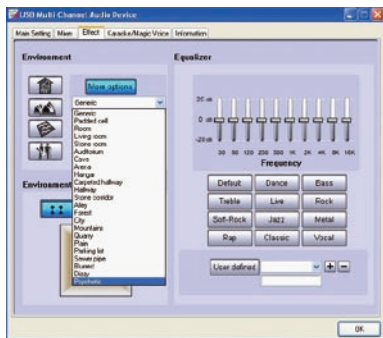 USB Multi-Channel Audio Device
Main Setting Mixer Effect Karaoke/Magic Voice Information
Environment
More options
Generic
Generic
Padded cell
Room
Living room
Stone room
Auditorium
Cave
Arena
Hangar
Carpeted hallway
Hallway
Stone corridor
Alley
Forest
City
Mountains
Quarry
Plain
Parking lot
Sewer pipe
Dizzy
Psychotic
Environment
Equalizer
20 dB
0 dB
-20 dB
30 60 120 250 500 1K 2K 4K 8K 16K
Frequency
Default Dance Bass
Treble Live Rock
Soft-Rock Jazz Metal
Rap Classic Vocal
User defined
OK